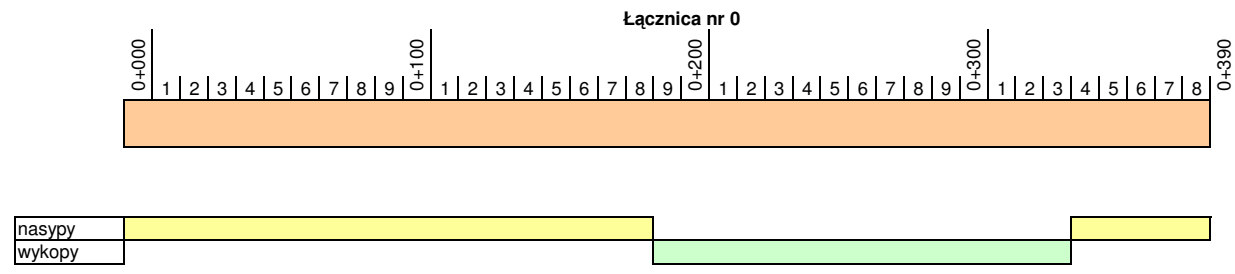 Łącznica nr 0
0+000 1 2 3 4 5 6 7 8 9 0+100 1 2 3 4 5 6 7 8 9 0+200 1 2 3 4 5 6 7 8 9 0+300 1 2 3 4 5 6 7 8 0+390
nasypy
wykopy